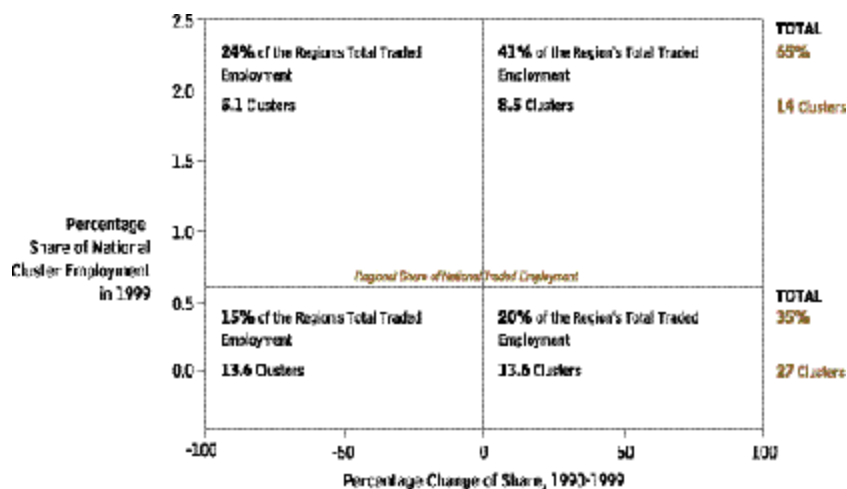 2.5
TOTAL
24% of the Regions Total Traded
Employment
41% of the Region's Total Traded
Employment
65%
2.0
5.1 Clusters
8.5 Clusters
14 Clusters
1.5
Percentage
Share of National
Cluster Employment
in 1999
1.0
Regional Share of National Traded Employment
0.5
TOTAL
15% of the Regions Total Traded
Employment
20% of the Region's Total Traded
Employment
35%
0.0
13.6 Clusters
13.6 Clusters
27 Clusters
-100
-50
0
50
100
Percentage Change of Share, 1990-1999